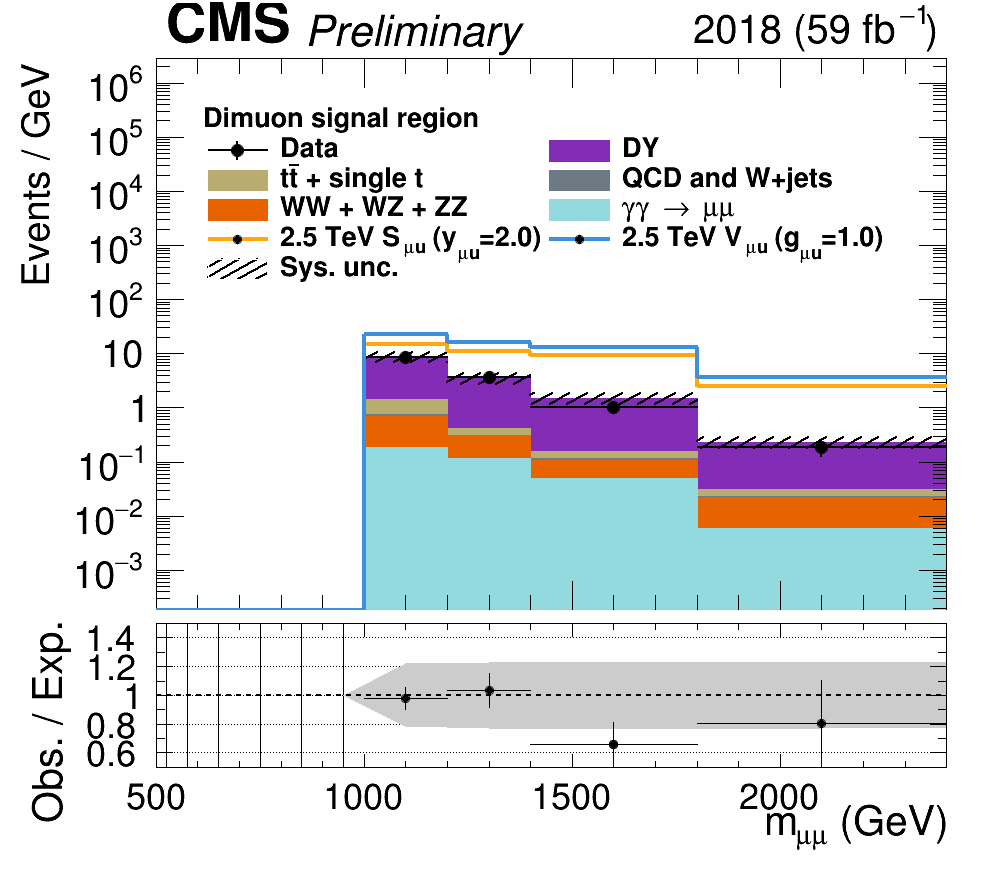 CMS Preliminary 2018 (59 fb⁻¹)
Events / GeV
10⁶
10⁵
10⁴
10³
10²
10
1
10⁻¹
10⁻²
10⁻³
Dimuon signal region
Data DY
tt̄ + single t QCD and W+jets
WW + WZ + ZZ γγ → μμ
2.5 TeV S_μu (y_μu=2.0) 2.5 TeV V_μu (g_μu=1.0)
Sys. unc.
Obs. / Exp.
1.4
1.2
1
0.8
0.6
500 1000 1500 2000
m_μμ (GeV)